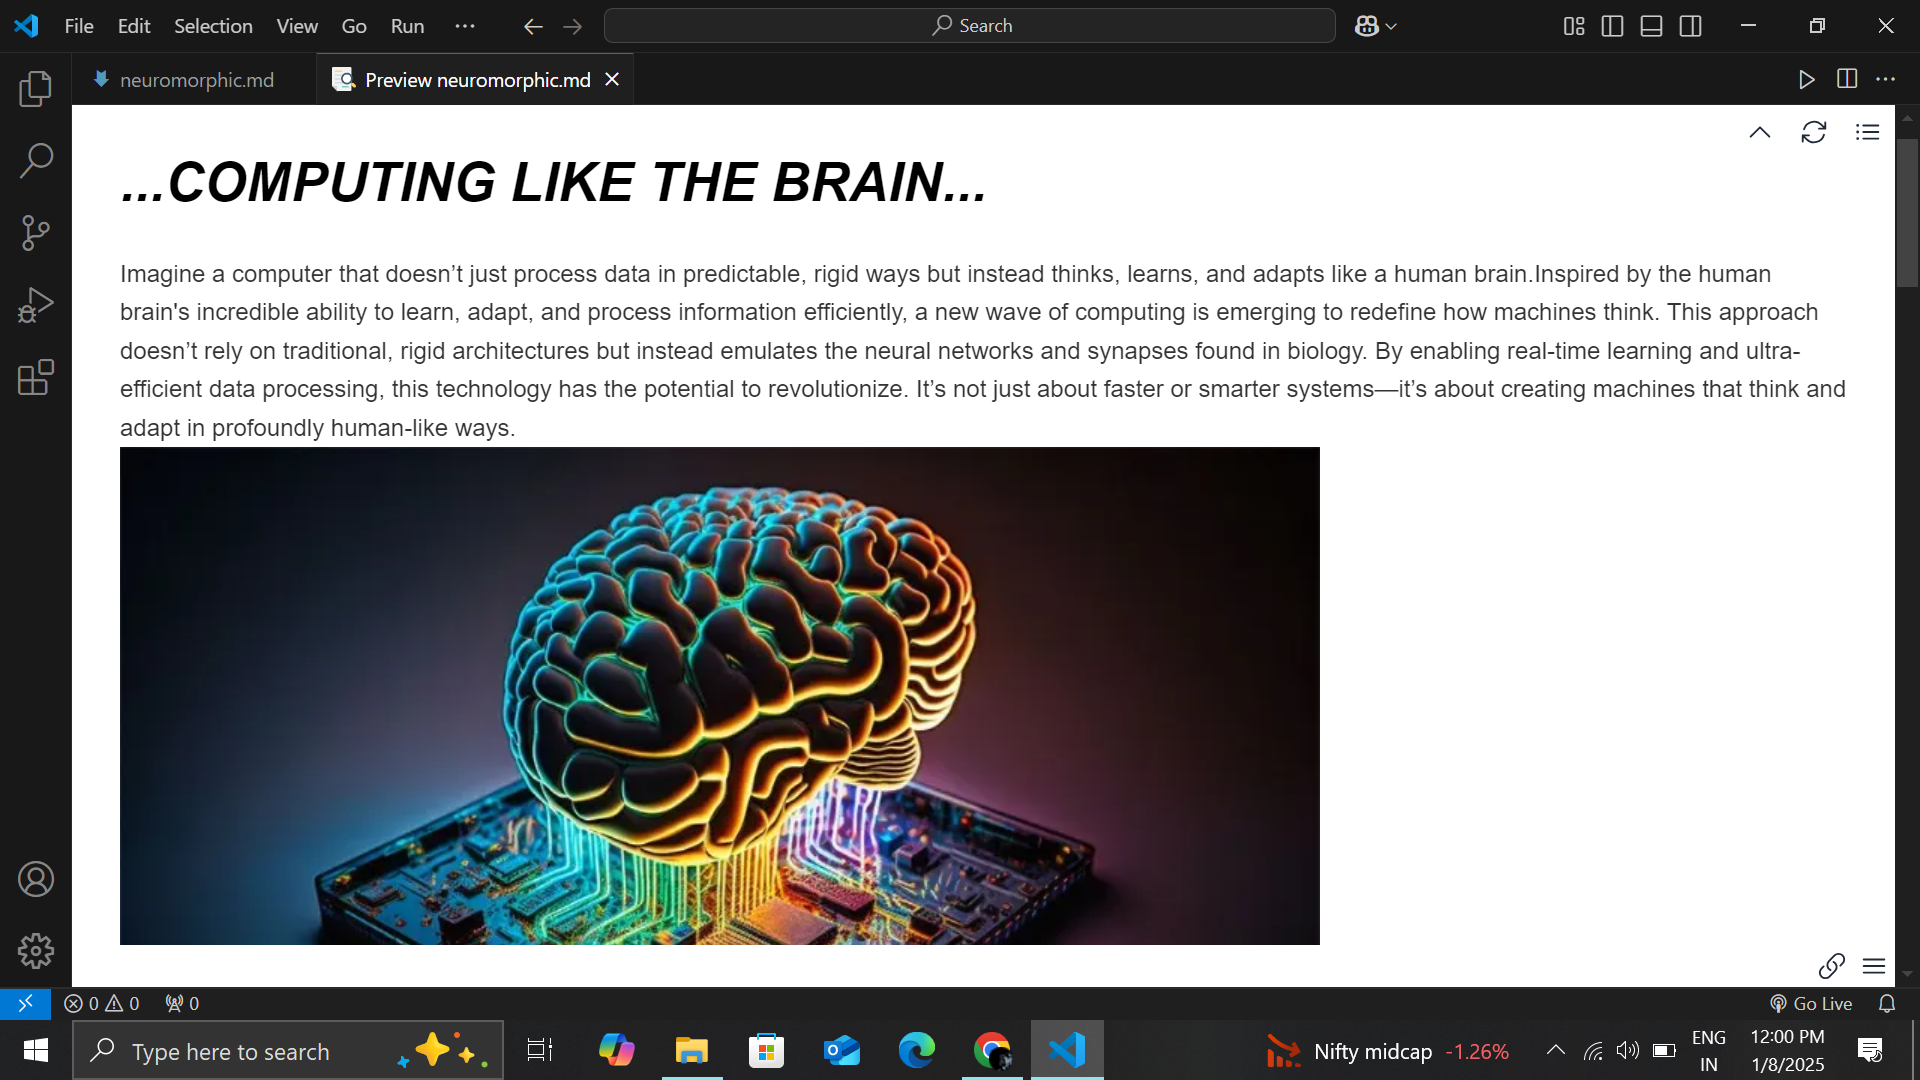 File Edit Selection View Go Run ··· Search
neuromorphic.md Preview neuromorphic.md
...COMPUTING LIKE THE BRAIN...
Imagine a computer that doesn’t just process data in predictable, rigid ways but instead thinks, learns, and adapts like a human brain.Inspired by the human
brain's incredible ability to learn, adapt, and process information efficiently, a new wave of computing is emerging to redefine how machines think. This approach
doesn’t rely on traditional, rigid architectures but instead emulates the neural networks and synapses found in biology. By enabling real-time learning and ultra-
efficient data processing, this technology has the potential to revolutionize. It’s not just about faster or smarter systems—it’s about creating machines that think and
adapt in profoundly human-like ways.
0 0 0 Go Live
Type here to search Nifty midcap -1.26% ENG 12:00 PM
IN 1/8/2025